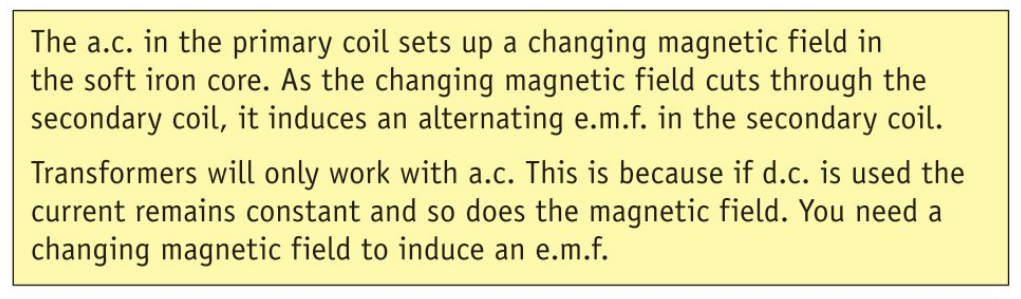 The a.c. in the primary coil sets up a changing magnetic field in
the soft iron core. As the changing magnetic field cuts through the
secondary coil, it induces an alternating e.m.f. in the secondary coil.
Transformers will only work with a.c. This is because if d.c. is used the
current remains constant and so does the magnetic field. You need a
changing magnetic field to induce an e.m.f.